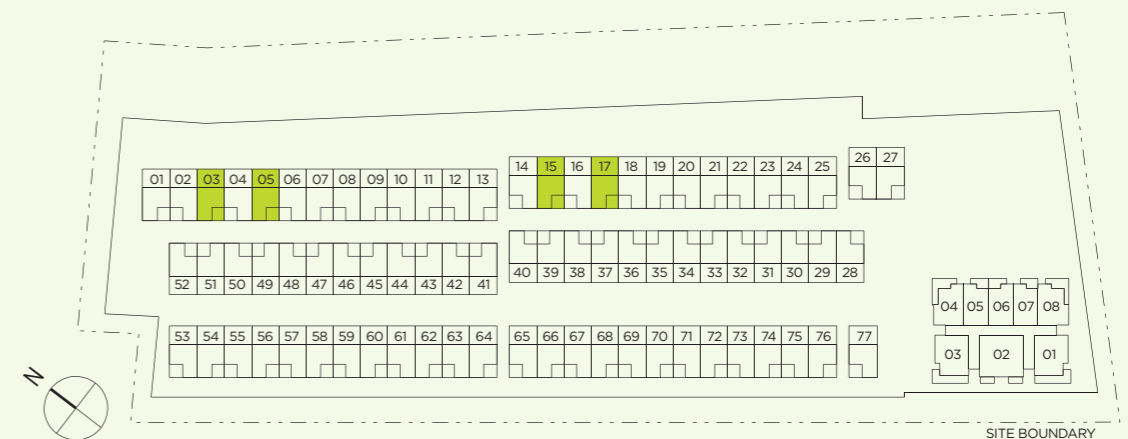 26 27
14 15 16 17 18 19 20 21 22 23 24 25
01 02 03 04 05 06 07 08 09 10 11 12 13
40 39 38 37 36 35 34 33 32 31 30 29 28
52 51 50 49 48 47 46 45 44 43 42 41
04 05 06 07 08
53 54 55 56 57 58 59 60 61 62 63 64 65 66 67 68 69 70 71 72 73 74 75 76 77
03 02 01
N
SITE BOUNDARY